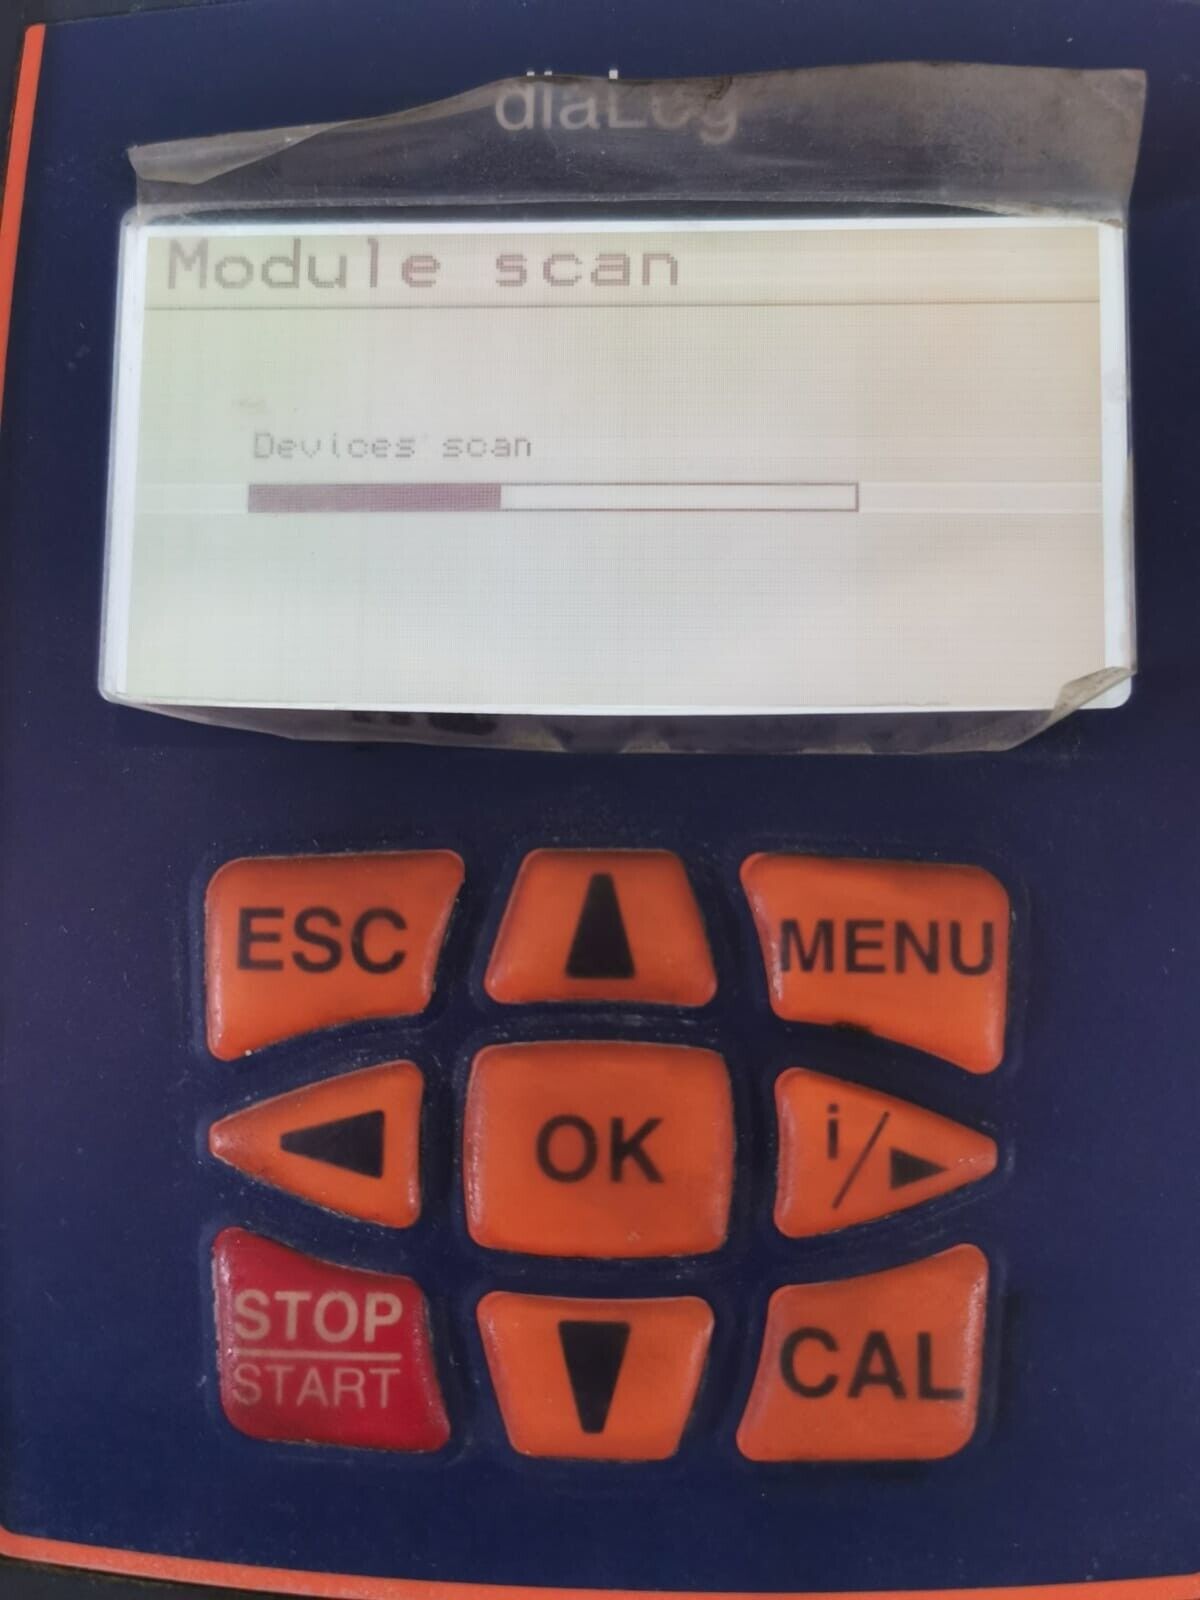 diaLog
Module scan
Devices scan
ESC
MENU
OK
i/
STOP
START
CAL